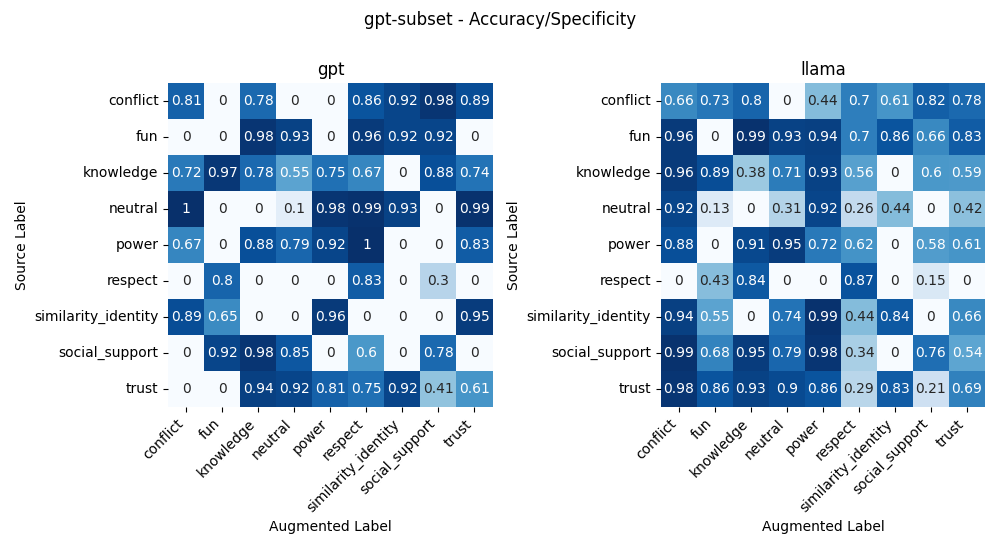 gpt-subset - Accuracy/Specificity
gpt
llama
Source Label
conflict 0.81 0 0.78 0 0 0.86 0.92 0.98 0.89
fun 0 0 0.98 0.93 0 0.96 0.92 0.92 0
knowledge 0.72 0.97 0.78 0.55 0.75 0.67 0 0.88 0.74
neutral 1 0 0 0.1 0.98 0.99 0.93 0 0.99
power 0.67 0 0.88 0.79 0.92 1 0 0 0.83
respect 0 0.8 0 0 0 0.83 0 0.3 0
similarity_identity 0.89 0.65 0 0 0.96 0 0 0 0.95
social_support 0 0.92 0.98 0.85 0 0.6 0 0.78 0
trust 0 0 0.94 0.92 0.81 0.75 0.92 0.41 0.61
conflict fun knowledge neutral power respect similarity_identity social_support trust
Augmented Label
Source Label
conflict 0.66 0.73 0.8 0 0.44 0.7 0.61 0.82 0.78
fun 0.96 0 0.99 0.93 0.94 0.7 0.86 0.66 0.83
knowledge 0.96 0.89 0.38 0.71 0.93 0.56 0 0.6 0.59
neutral 0.92 0.13 0 0.31 0.92 0.26 0.44 0 0.42
power 0.88 0 0.91 0.95 0.72 0.62 0 0.58 0.61
respect 0 0.43 0.84 0 0 0.87 0 0.15 0
similarity_identity 0.94 0.55 0 0.74 0.99 0.44 0.84 0 0.66
social_support 0.99 0.68 0.95 0.79 0.98 0.34 0 0.76 0.54
trust 0.98 0.86 0.93 0.9 0.86 0.29 0.83 0.21 0.69
conflict fun knowledge neutral power respect similarity_identity social_support trust
Augmented Label